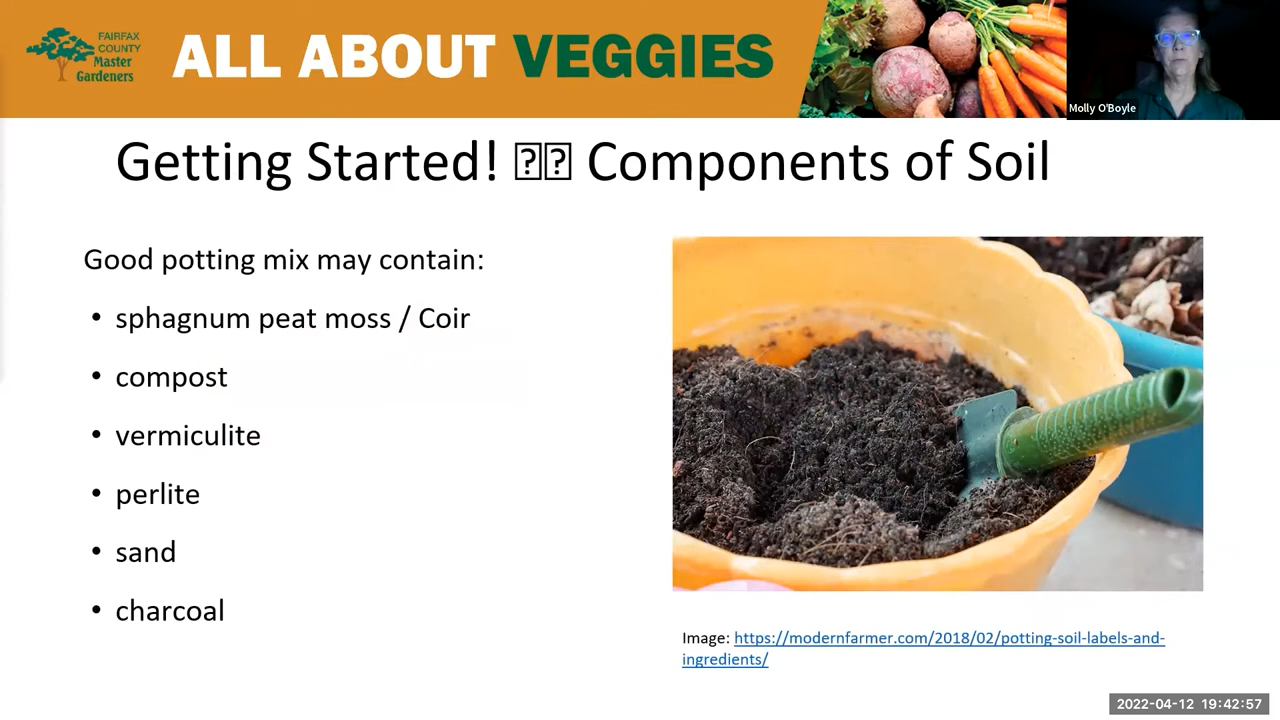 FAIRFAX
COUNTY
Master
Gardeners
ALL ABOUT VEGGIES
Molly O'Boyle
Getting Started! Components of Soil
Good potting mix may contain:
• sphagnum peat moss / Coir
• compost
• vermiculite
• perlite
• sand
• charcoal
Image: https://modernfarmer.com/2018/02/potting-soil-labels-and-
ingredients/
2022-04-12 19:42:57